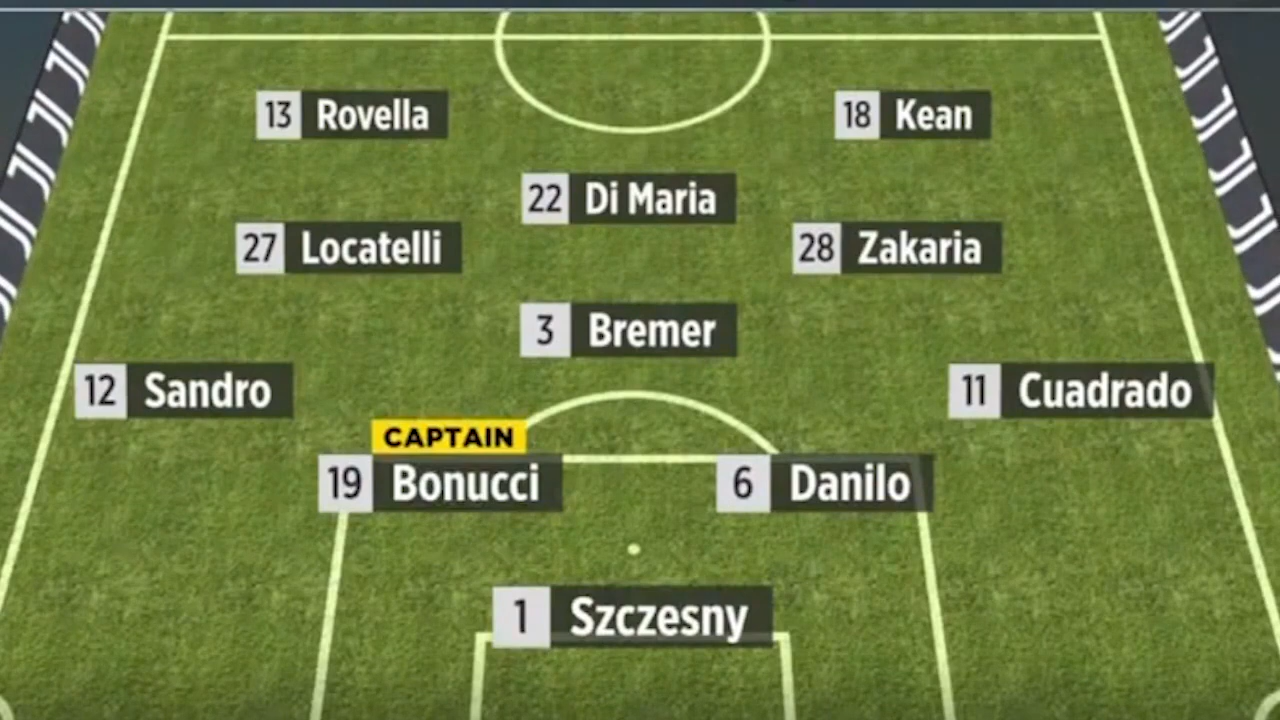 13 Rovella
18 Kean
22 Di Maria
27 Locatelli
28 Zakaria
3 Bremer
12 Sandro
11 Cuadrado
CAPTAIN
19 Bonucci
6 Danilo
1 Szczesny